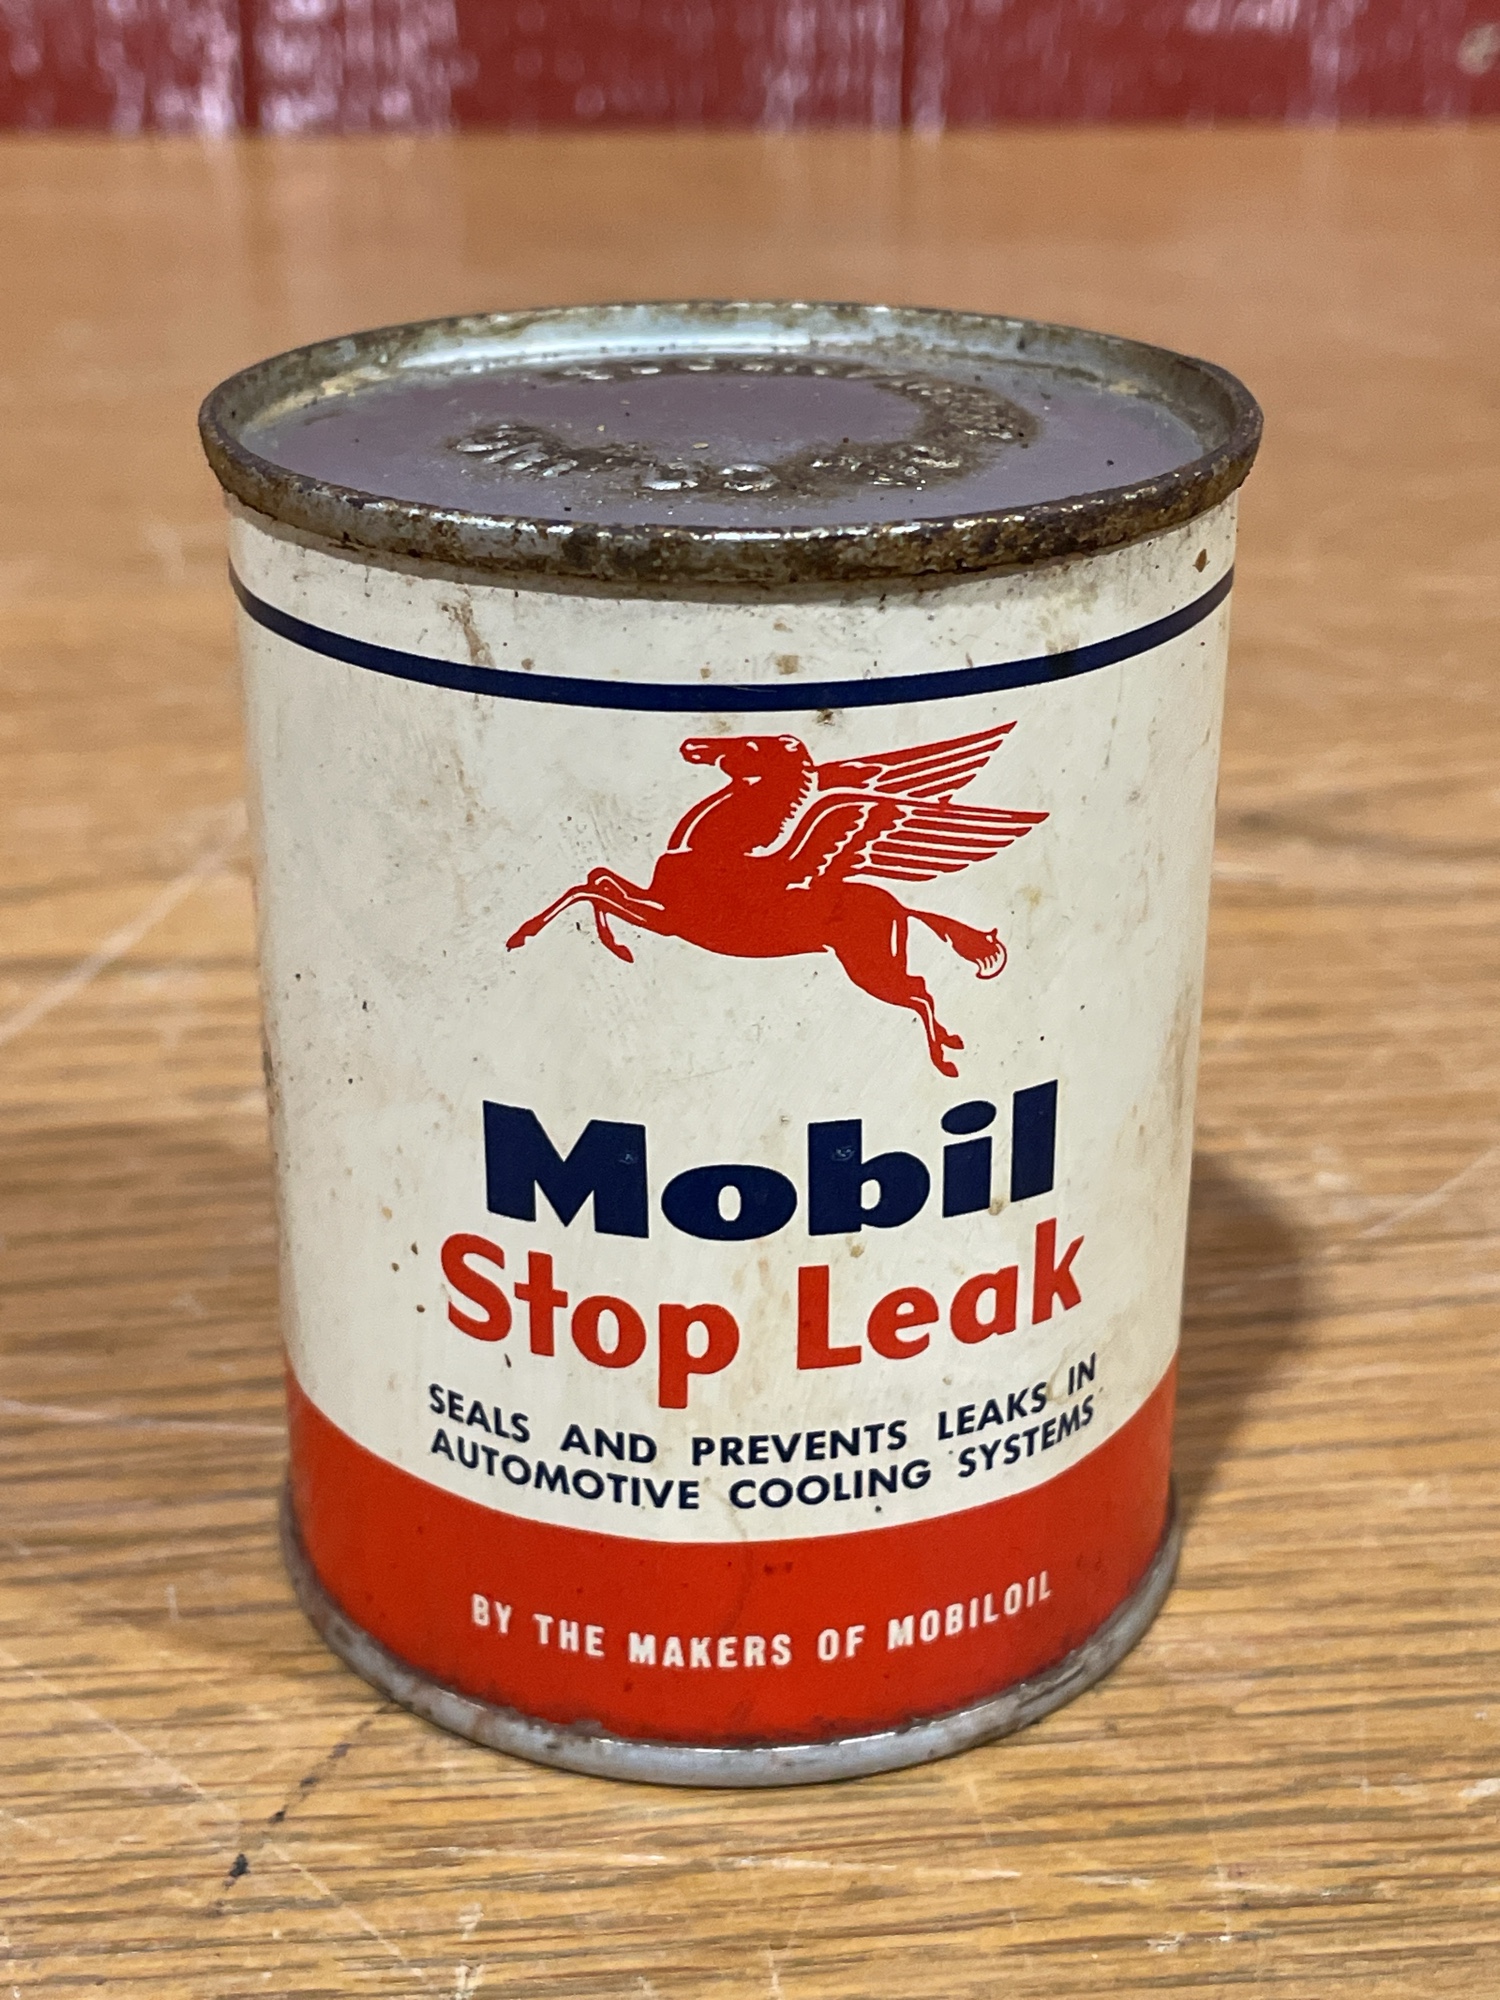 Mobil
Stop Leak
SEALS AND PREVENTS LEAKS IN
AUTOMOTIVE COOLING SYSTEMS
BY THE MAKERS OF MOBILOIL